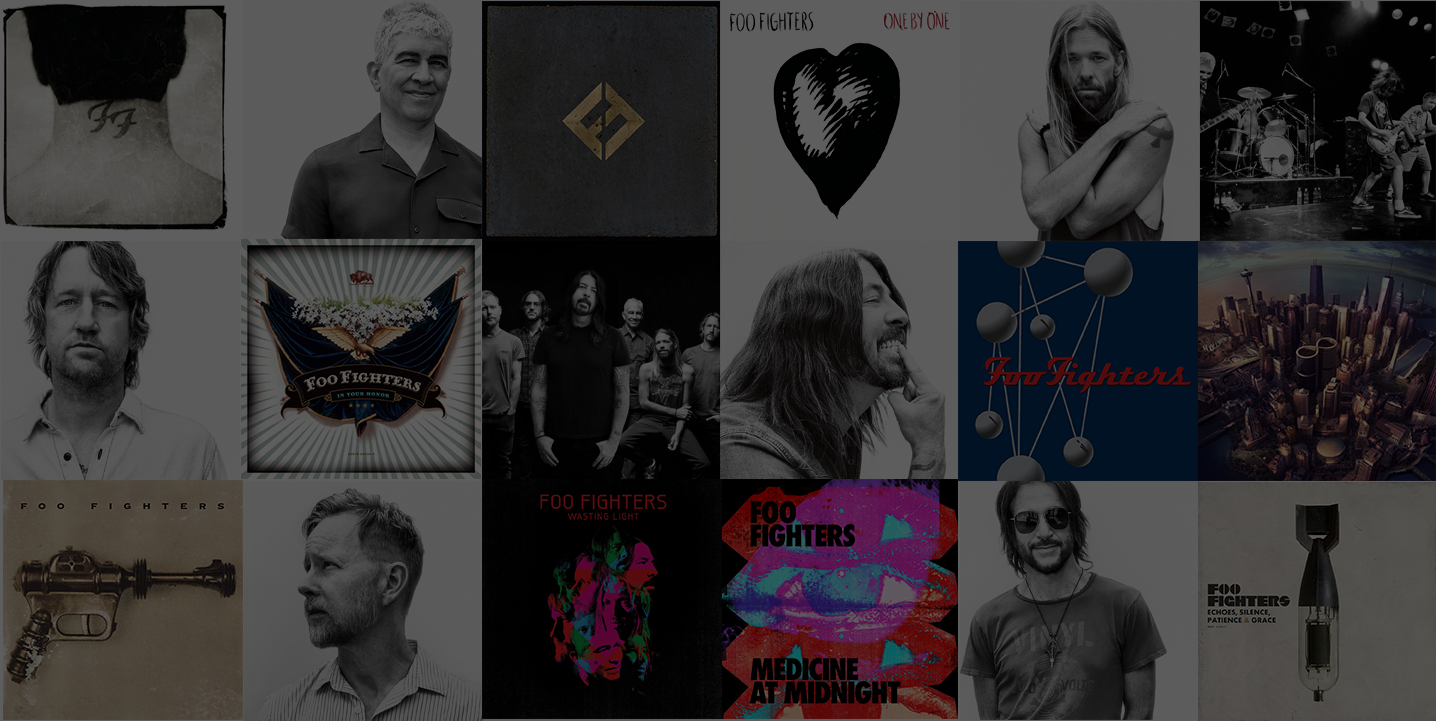 FF
FOO FIGHTERS
ONE BY ONE
FOO FIGHTERS
IN YOUR HONOR
Foo Fighters
FOO FIGHTERS
FOO FIGHTERS
WASTING LIGHT
FOO
FIGHTERS
MEDICINE
AT MIDNIGHT
VINYL
FOO
FIGHTERS
ECHOES, SILENCE,
PATIENCE & GRACE